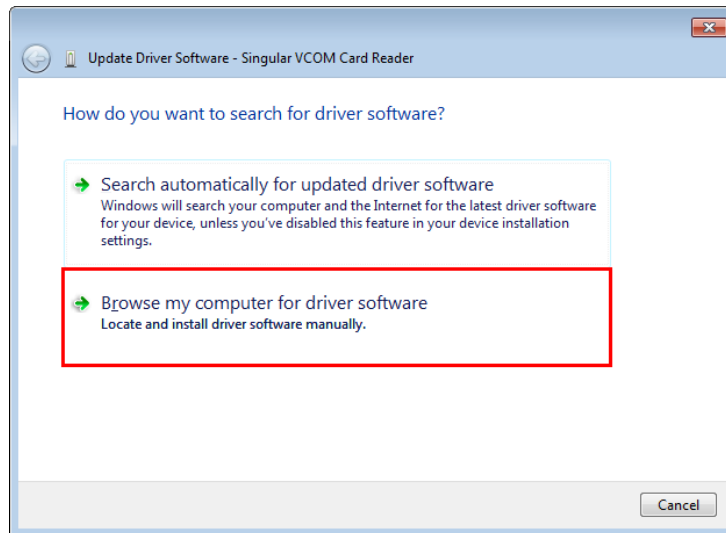 Update Driver Software - Singular VCOM Card Reader
How do you want to search for driver software?
Search automatically for updated driver software
Windows will search your computer and the Internet for the latest driver software
for your device, unless you've disabled this feature in your device installation
settings.
Browse my computer for driver software
Locate and install driver software manually.
Cancel